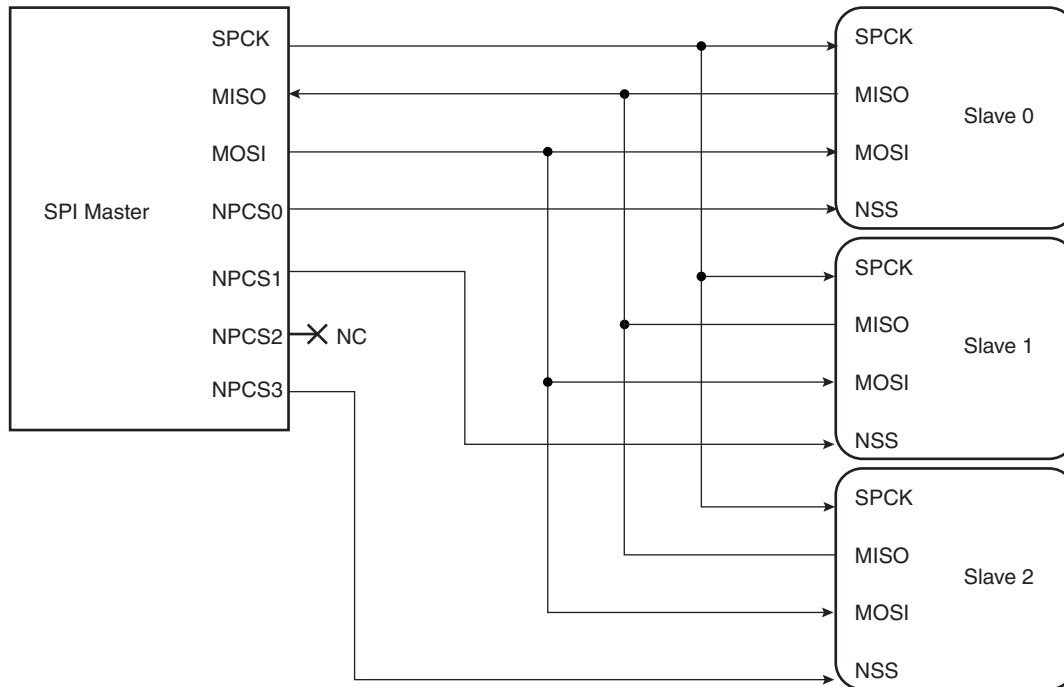 SPI Master
SPCK
MISO
MOSI
NPCS0
NPCS1
NPCS2
NC
NPCS3
SPCK
MISO
Slave 0
MOSI
NSS
SPCK
MISO
Slave 1
MOSI
NSS
SPCK
MISO
Slave 2
MOSI
NSS